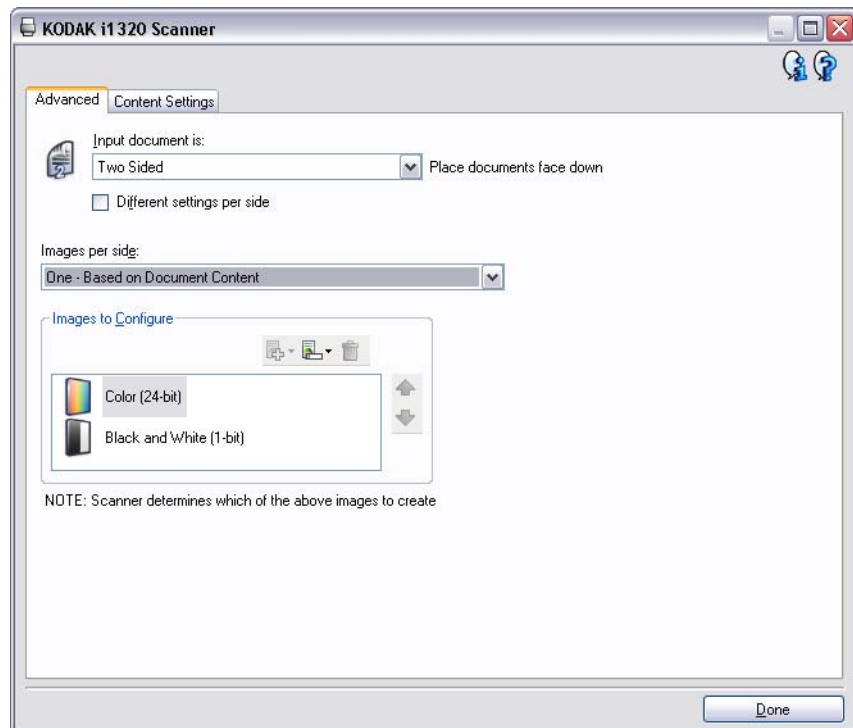 KODAK i1320 Scanner
Advanced
Content Settings
Input document is:
Two Sided
Place documents face down
Different settings per side
Images per side:
One - Based on Document Content
Images to Configure
Color (24-bit)
Black and White (1-bit)
NOTE: Scanner determines which of the above images to create
Done